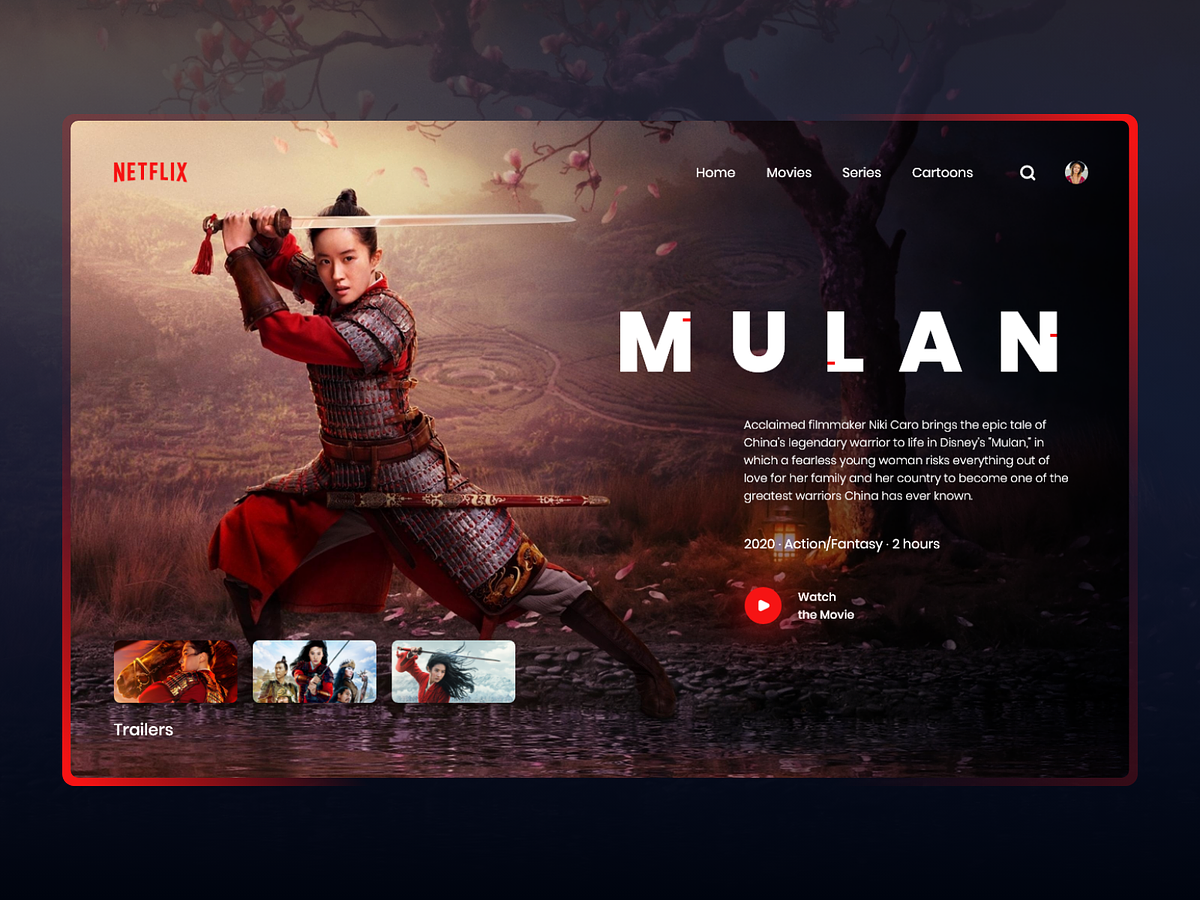 NETFLIX
Home Movies Series Cartoons
MULAN
Acclaimed filmmaker Niki Caro brings the epic tale of
China's legendary warrior to life in Disney's "Mulan," in
which a fearless young woman risks everything out of
love for her family and her country to become one of the
greatest warriors China has ever known.
2020 · Action/Fantasy · 2 hours
Watch
the Movie
Trailers